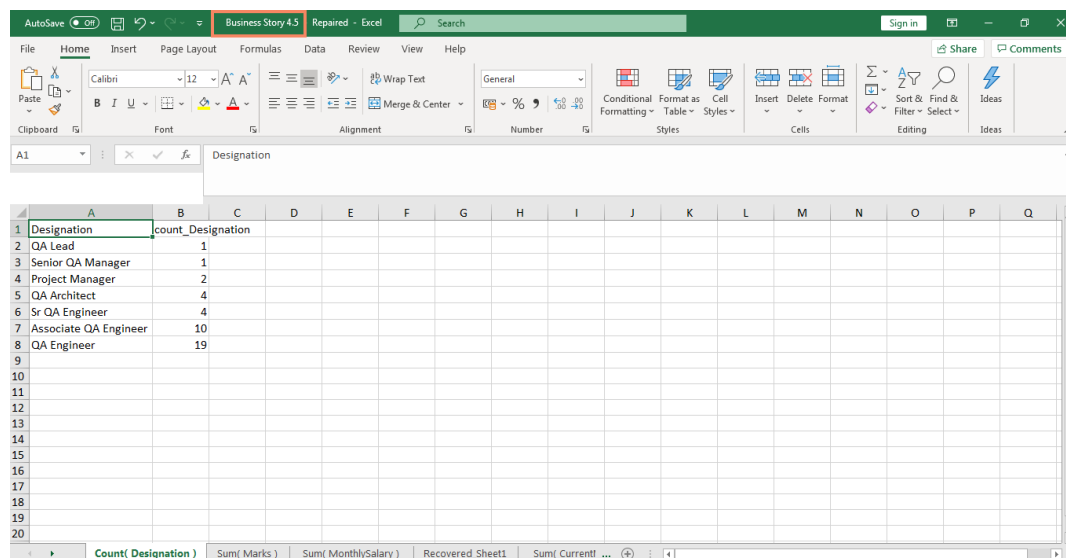 AutoSave Off Business Story 4.5 Repaired - Excel Search Sign in
File Home Insert Page Layout Formulas Data Review View Help Share Comments
Paste
Calibri 12 A^ A˅
B I U A
Wrap Text
Merge & Center
General
% 9
Conditional Formatting
Format as Table
Cell Styles
Insert Delete Format
Sort & Filter
Find & Select
Ideas
Clipboard Font Alignment Number Styles Cells Editing Ideas
A1 fx Designation
A B C D E F G H I J K L M N O P Q
1 Designation count_Designation
2 QA Lead 1
3 Senior QA Manager 1
4 Project Manager 2
5 QA Architect 4
6 Sr QA Engineer 4
7 Associate QA Engineer 10
8 QA Engineer 19
9
10
11
12
13
14
15
16
17
18
19
20
Count( Designation ) Sum( Marks ) Sum( MonthlySalary ) Recovered_Sheet1 Sum( CurrentI ...